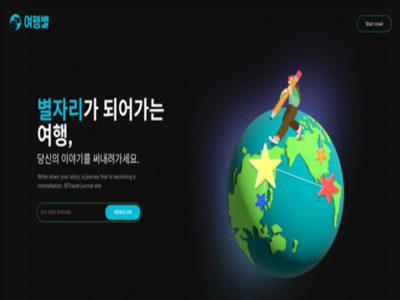 여행별
Start now!
별자리가 되어가는
여행,
당신의 이야기를 써내려가세요.
Write down your story, a journey that is becoming a
constellation. @Travel journal site